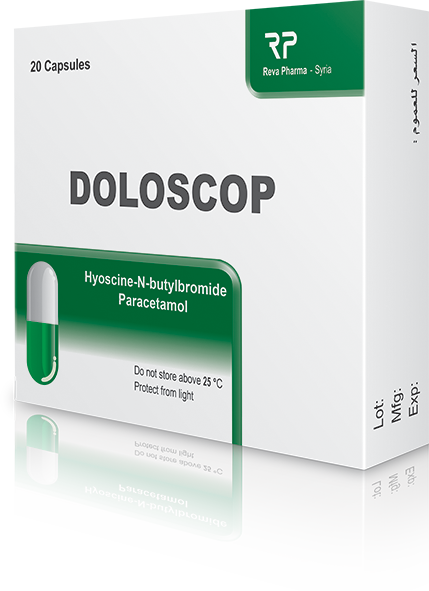 20 Capsules
RP
Reva Pharma - Syria
السعر للعموم :
DOLOSCOP
Hyoscine-N-butylbromide
Paracetamol
Do not store above 25 °C
Protect from light
Lot:
Mfg:
Exp: